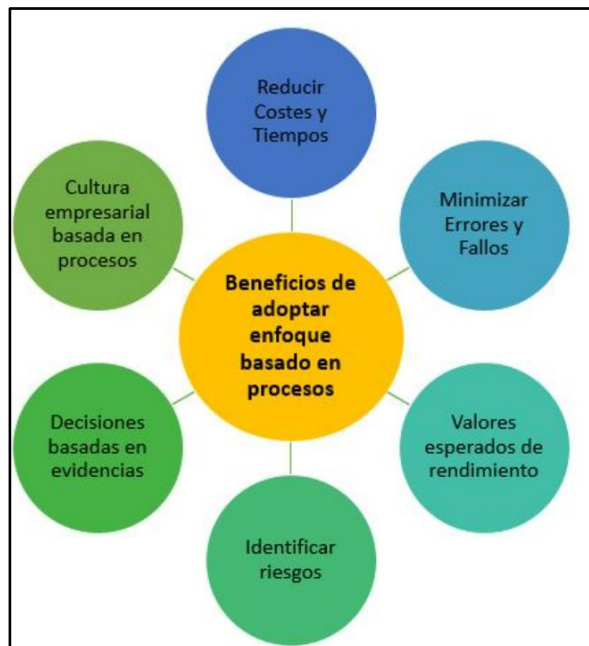 Reducir
Costes y
Tiempos
Cultura
empresarial
basada en
procesos
Minimizar
Errores y
Fallos
Beneficios de
adoptar
enfoque
basado en
procesos
Decisiones
basadas en
evidencias
Valores
esperados de
rendimiento
Identificar
riesgos